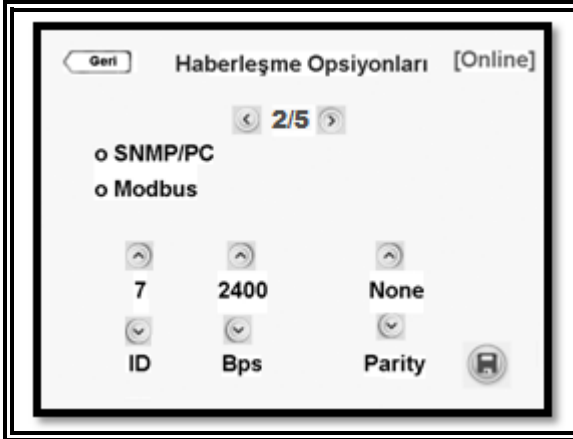 Geri Haberleşme Opsiyonları [Online]
2/5
o SNMP/PC
o Modbus
7 2400 None
ID Bps Parity